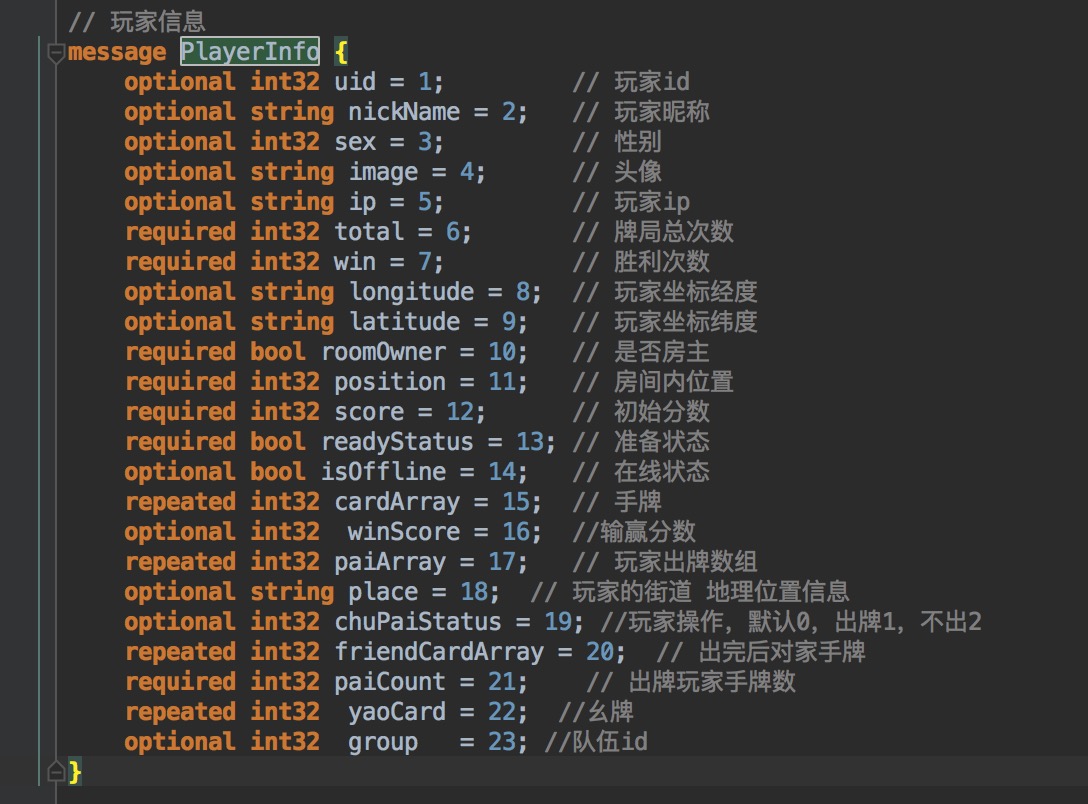 // 玩家信息
message PlayerInfo {
optional int32 uid = 1; // 玩家id
optional string nickName = 2; // 玩家昵称
optional int32 sex = 3; // 性别
optional string image = 4; // 头像
optional string ip = 5; // 玩家ip
required int32 total = 6; // 牌局总次数
required int32 win = 7; // 胜利次数
optional string longitude = 8; // 玩家坐标经度
optional string latitude = 9; // 玩家坐标纬度
required bool roomOwner = 10; // 是否房主
required int32 position = 11; // 房间内位置
required int32 score = 12; // 初始分数
required bool readyStatus = 13; // 准备状态
optional bool isOffline = 14; // 在线状态
repeated int32 cardArray = 15; // 手牌
optional int32 winScore = 16; //输赢分数
repeated int32 paiArray = 17; // 玩家出牌数组
optional string place = 18; // 玩家的街道 地理位置信息
optional int32 chuPaiStatus = 19; //玩家操作，默认0，出牌1，不出2
repeated int32 friendCardArray = 20; // 出完后对家手牌
required int32 paiCount = 21; // 出牌玩家手牌数
repeated int32 yaoCard = 22; //幺牌
optional int32 group = 23; //队伍id
}